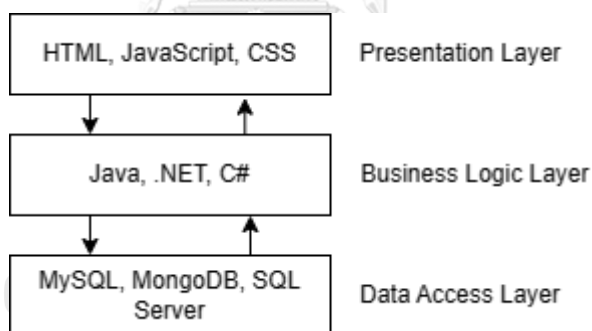 HTML, JavaScript, CSS
Presentation Layer
Java, .NET, C#
Business Logic Layer
MySQL, MongoDB, SQL
Server
Data Access Layer